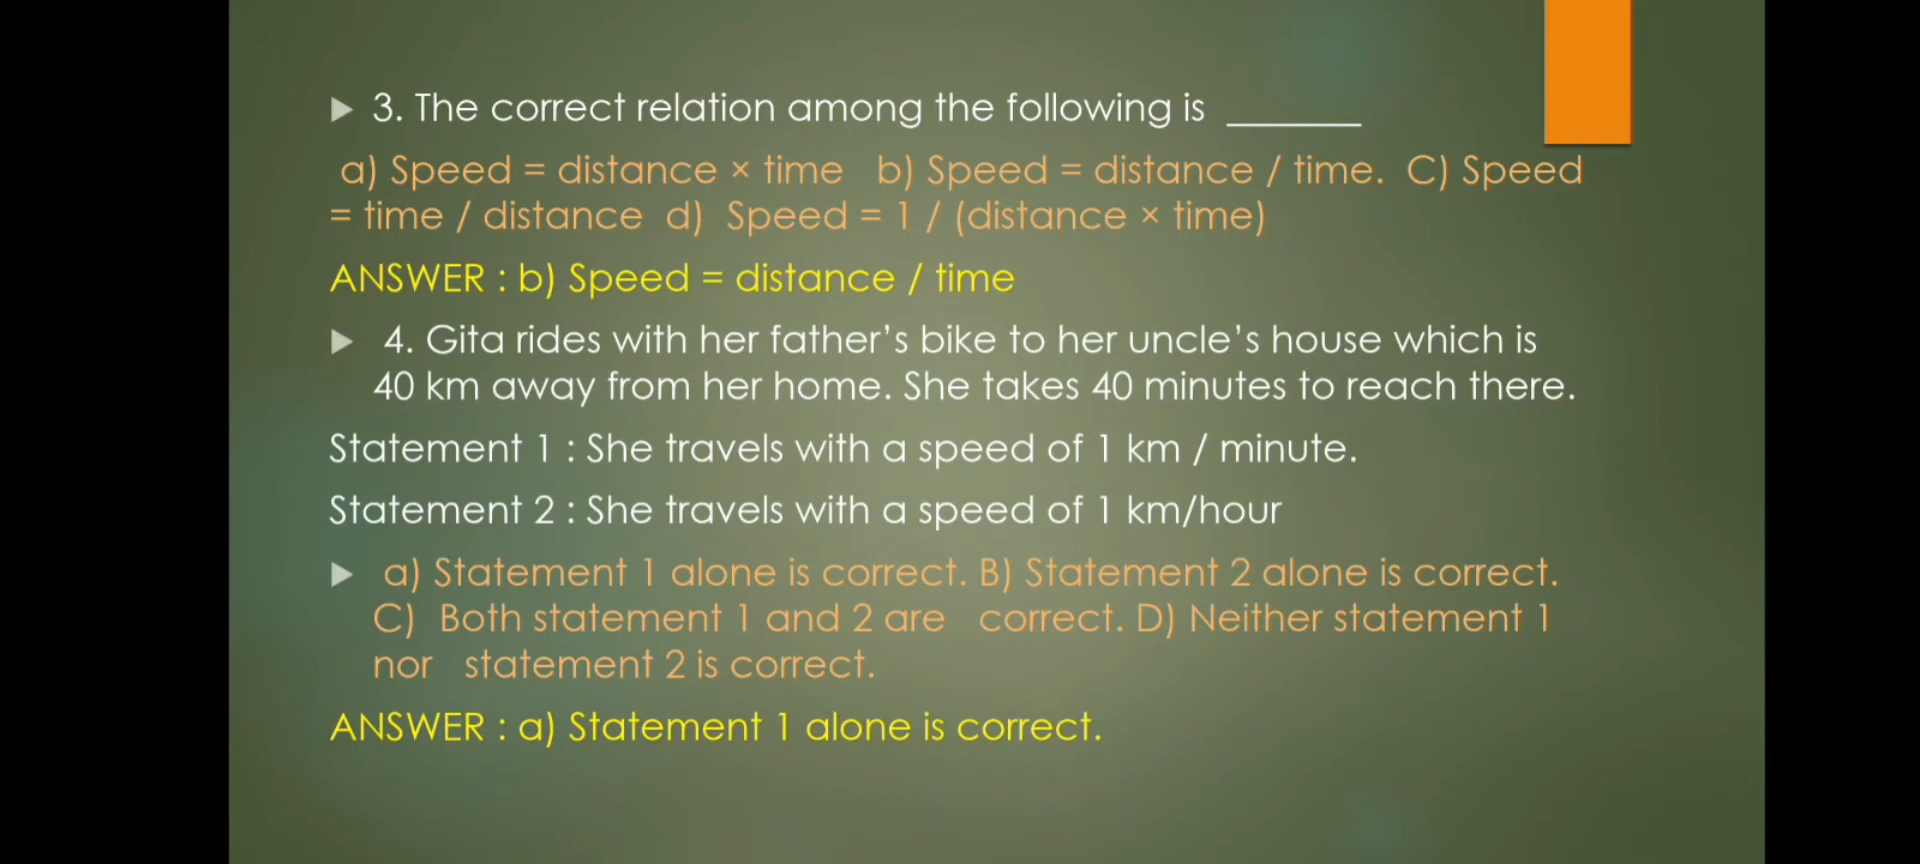 3. The correct relation among the following is _______
a) Speed = distance × time b) Speed = distance / time. C) Speed
= time / distance d) Speed = 1 / (distance × time)
ANSWER : b) Speed = distance / time
4. Gita rides with her father’s bike to her uncle’s house which is
40 km away from her home. She takes 40 minutes to reach there.
Statement 1 : She travels with a speed of 1 km / minute.
Statement 2 : She travels with a speed of 1 km/hour
a) Statement 1 alone is correct. B) Statement 2 alone is correct.
C) Both statement 1 and 2 are correct. D) Neither statement 1
nor statement 2 is correct.
ANSWER : a) Statement 1 alone is correct.